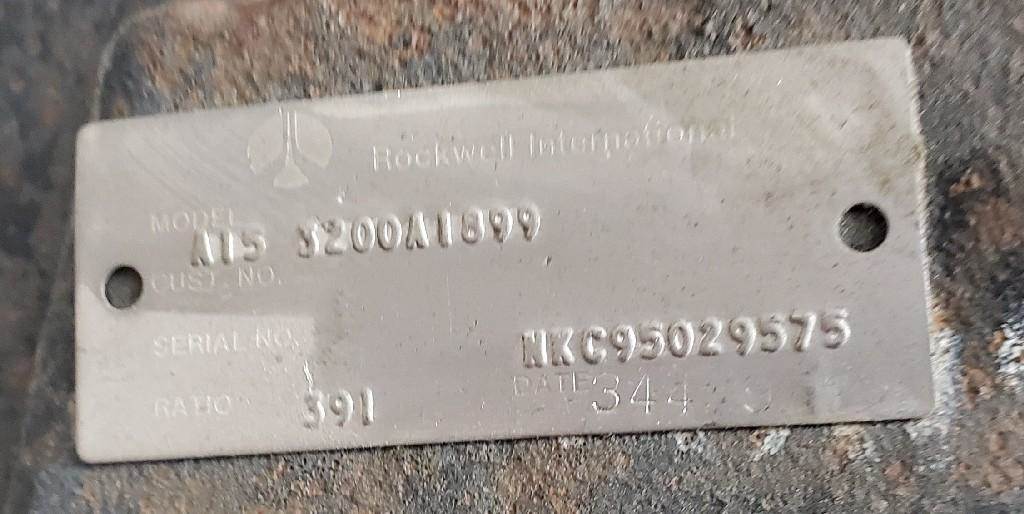 Rockwell International
MODEL
A15 3200A1899
CUST. NO.
SERIAL NO.
NKC95029575
RATIO 391
DATE 344